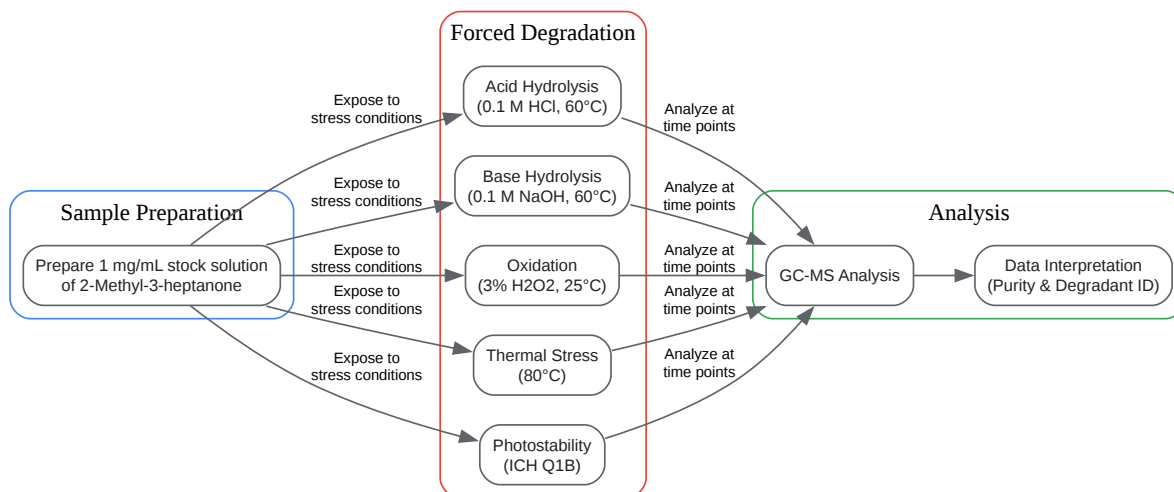 Forced Degradation
Acid Hydrolysis
(0.1 M HCl, 60°C)
Expose to
stress conditions
Analyze at
time points
Base Hydrolysis
(0.1 M NaOH, 60°C)
Expose to
stress conditions
Analyze at
time points
Sample Preparation
Analysis
Prepare 1 mg/mL stock solution
of 2-Methyl-3-heptanone
Expose to
stress conditions
Oxidation
(3% H2O2, 25°C)
Analyze at
time points
GC-MS Analysis
Data Interpretation
(Purity & Degradant ID)
Expose to
stress conditions
Analyze at
time points
Thermal Stress
(80°C)
Expose to
stress conditions
Analyze at
time points
Photostability
(ICH Q1B)